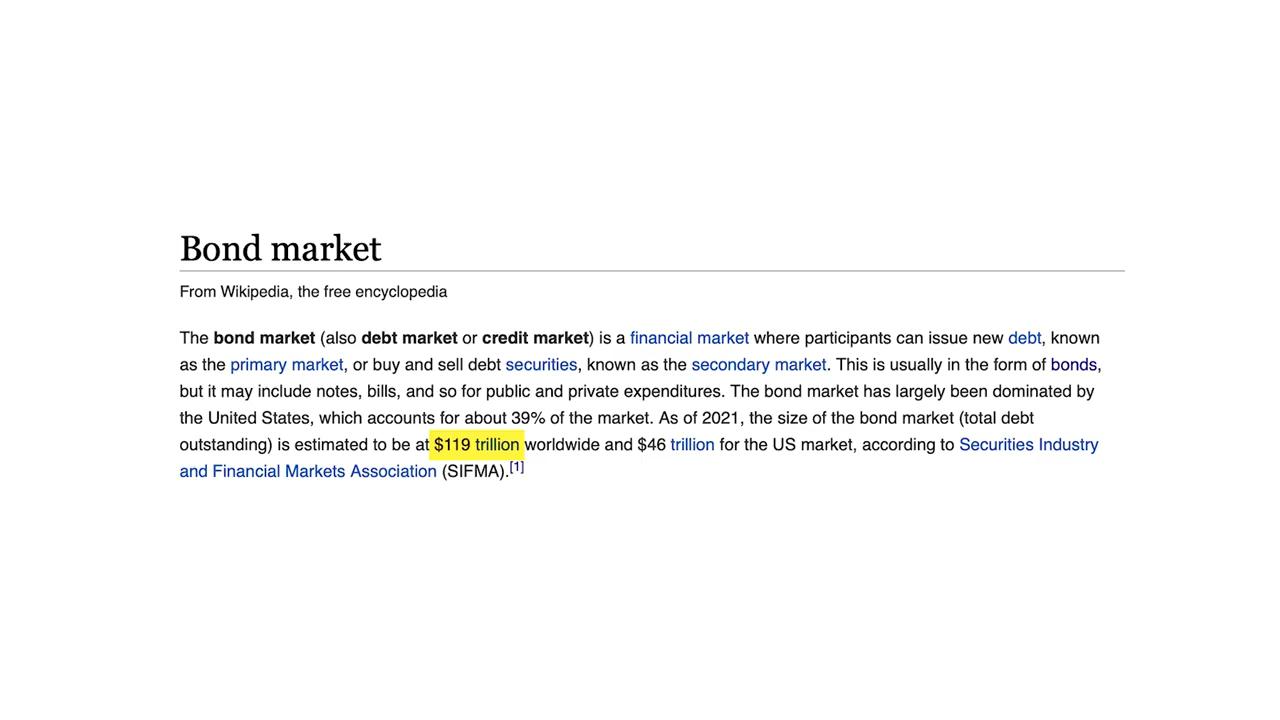 Bond market
From Wikipedia, the free encyclopedia
The bond market (also debt market or credit market) is a financial market where participants can issue new debt, known
as the primary market, or buy and sell debt securities, known as the secondary market. This is usually in the form of bonds,
but it may include notes, bills, and so for public and private expenditures. The bond market has largely been dominated by
the United States, which accounts for about 39% of the market. As of 2021, the size of the bond market (total debt
outstanding) is estimated to be at $119 trillion worldwide and $46 trillion for the US market, according to Securities Industry
and Financial Markets Association (SIFMA).[1]